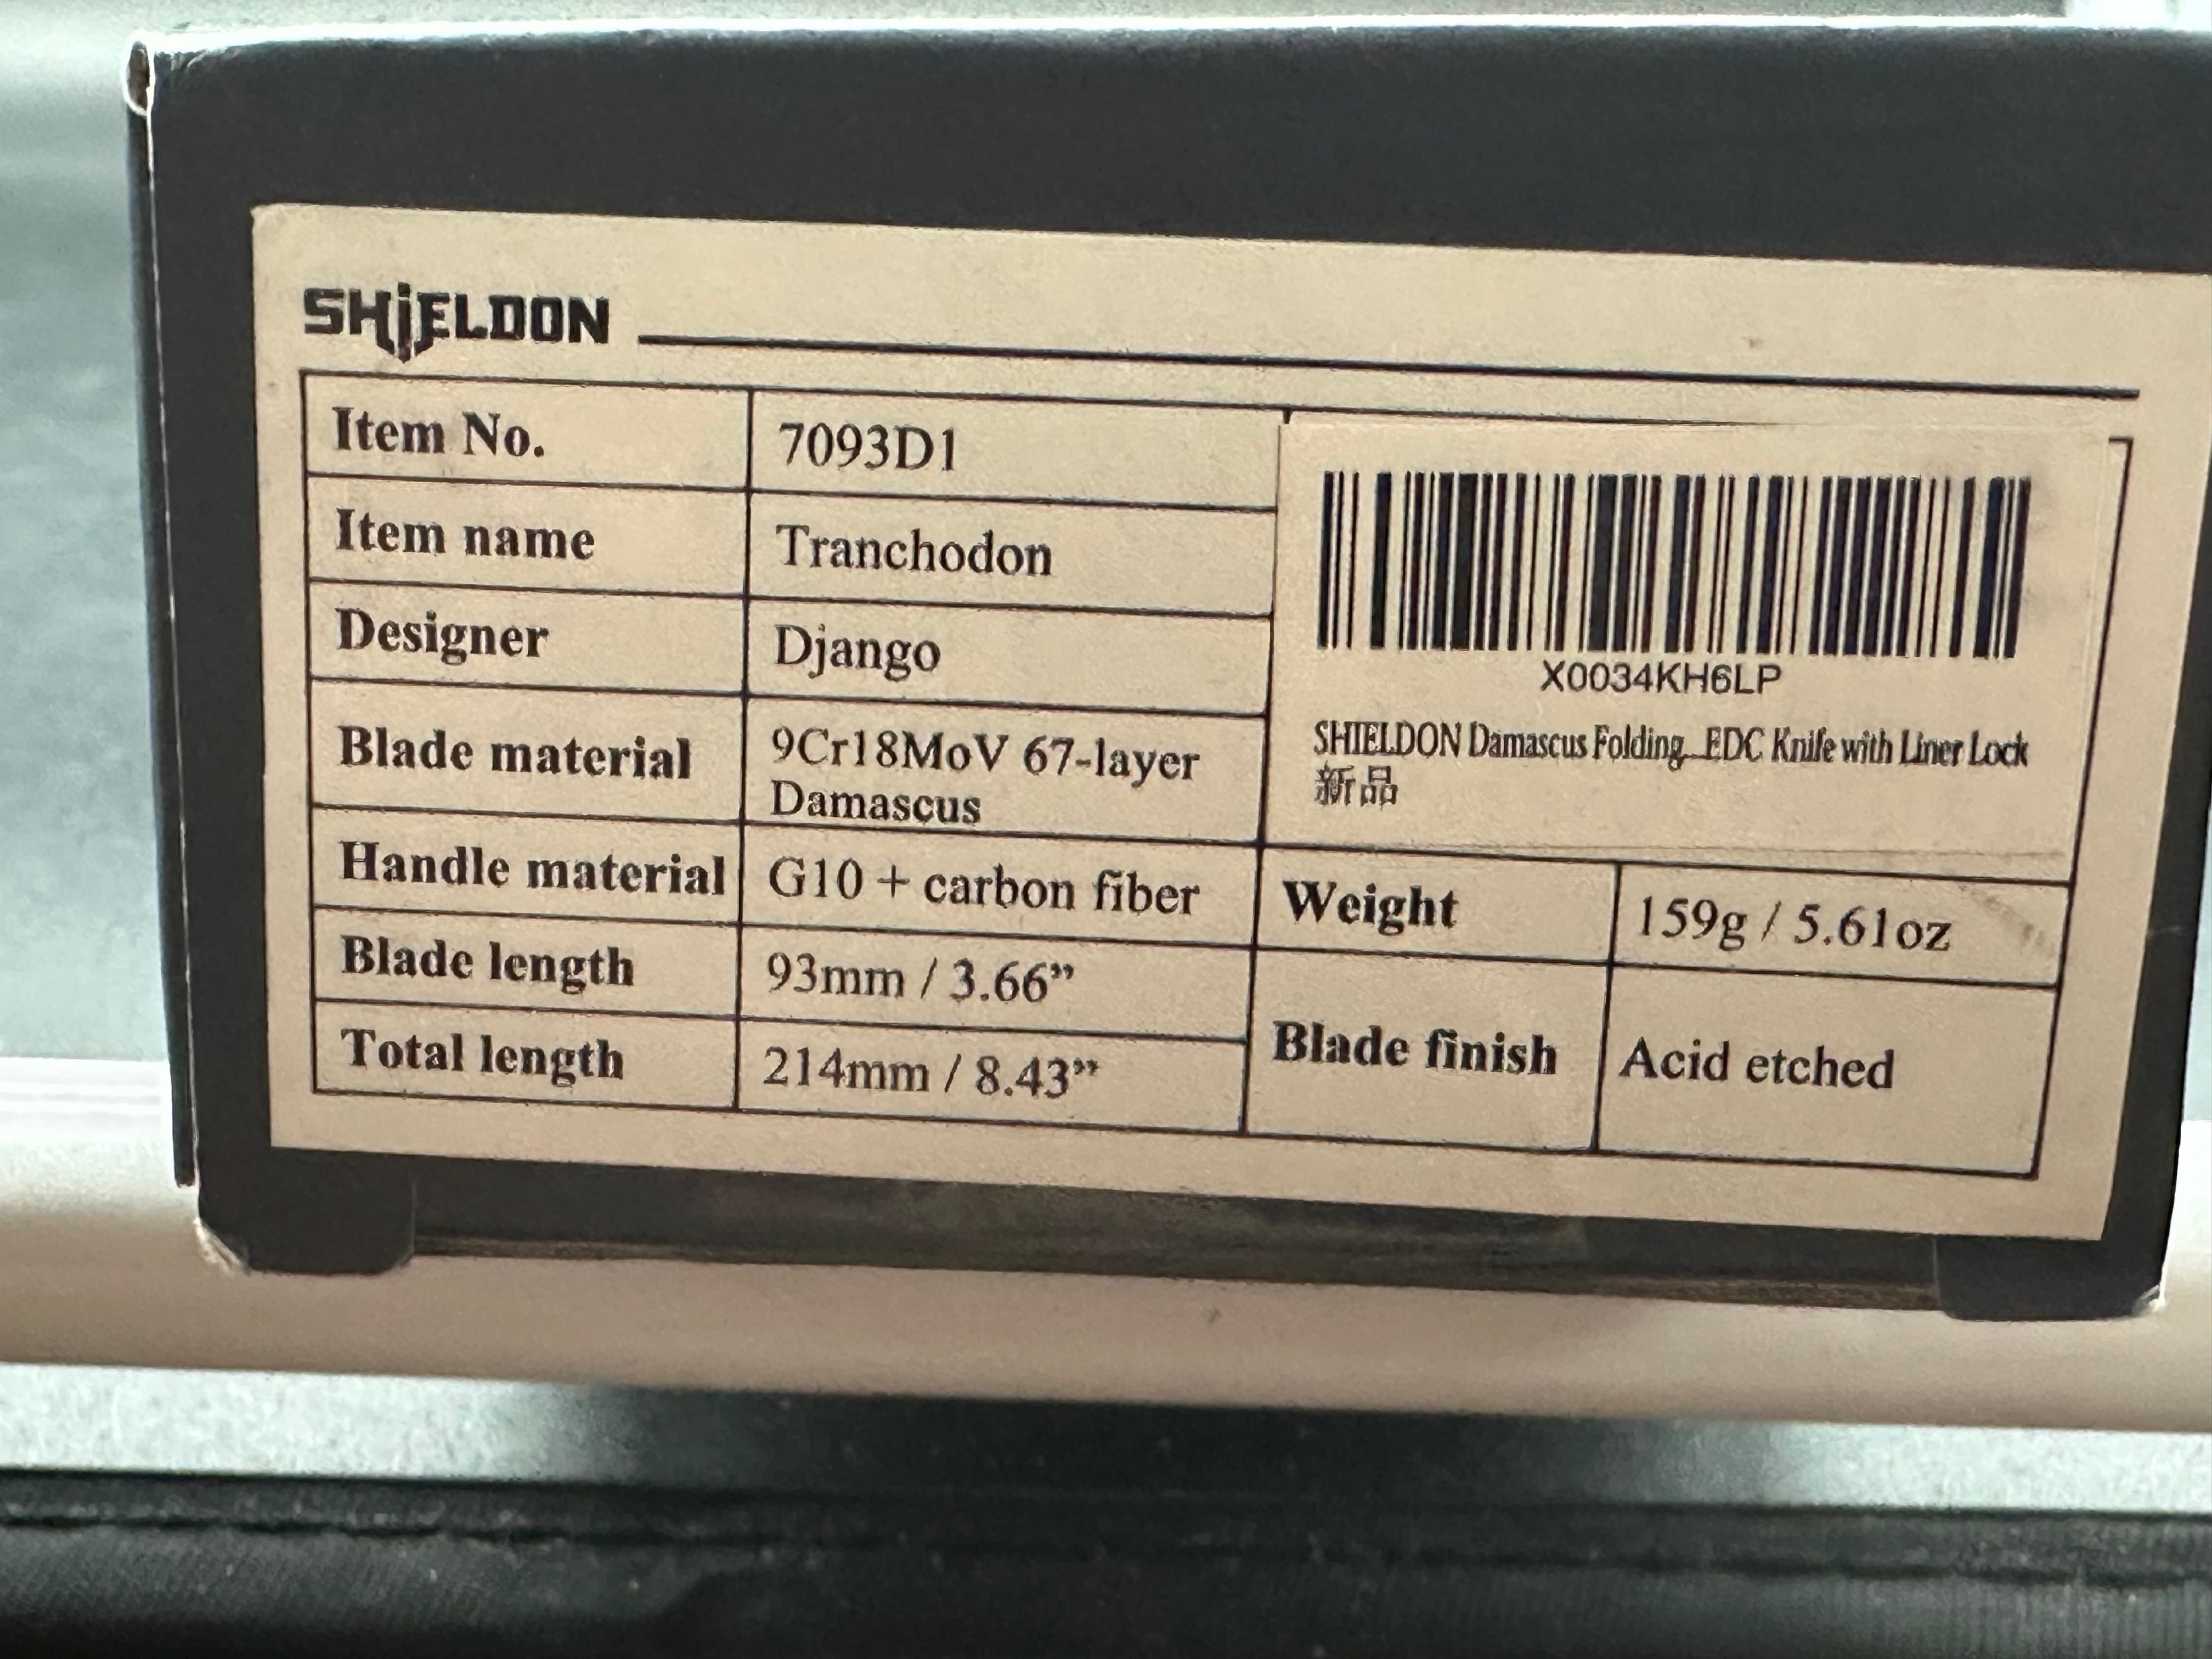 SHiELDON
Item No. 7093D1
Item name Tranchodon
Designer Django
Blade material 9Cr18MoV 67-layer
Damascus
Handle material G10 + carbon fiber
Blade length 93mm / 3.66”
Total length 214mm / 8.43”
X0034KH6LP
SHIELDON Damascus Folding...EDC Knife with Liner Lock
新品
Weight 159g / 5.61oz
Blade finish Acid etched